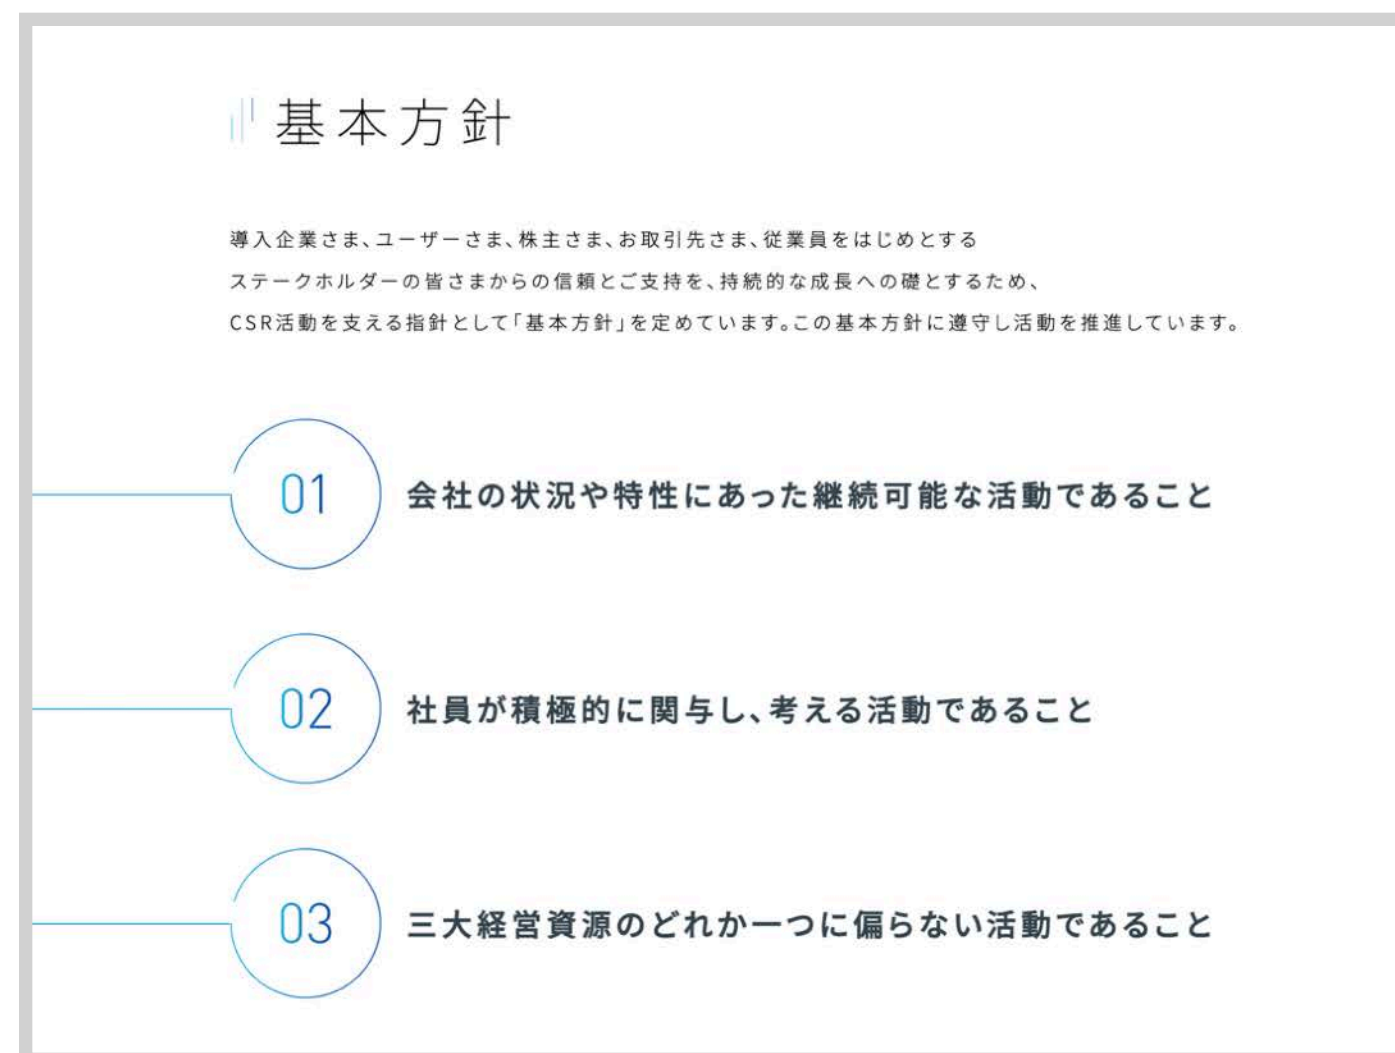 基本方針
導入企業さま、ユーザーさま、株主さま、お取引先さま、従業員をはじめとする
ステークホルダーの皆さまからの信頼とご支持を、持続的な成長への礎とするため、
CSR活動を支える指針として「基本方針」を定めています。この基本方針に遵守し活動を推進しています。
01 会社の状況や特性にあった継続可能な活動であること
02 社員が積極的に関与し、考える活動であること
03 三大経営資源のどれか一つに偏らない活動であること